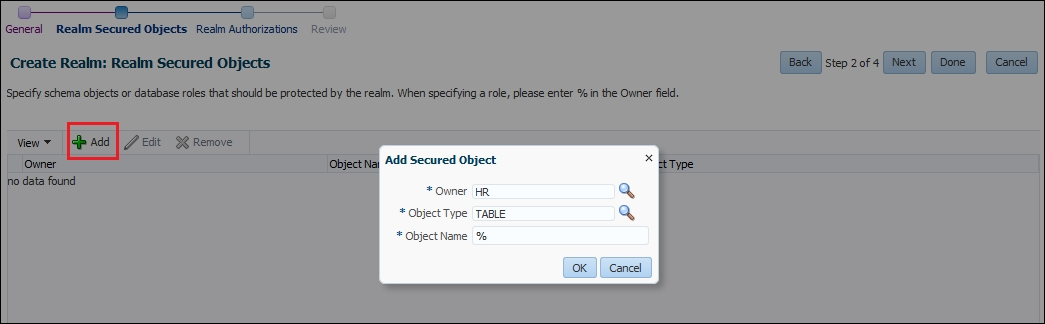 General Realm Secured Objects Realm Authorizations Review
Create Realm: Realm Secured Objects
Back Step 2 of 4 Next Done Cancel
Specify schema objects or database roles that should be protected by the realm. When specifying a role, please enter % in the Owner field.
View Add Edit Remove
Owner Object Type
no data found
Add Secured Object
* Owner HR
* Object Type TABLE
* Object Name %
OK Cancel